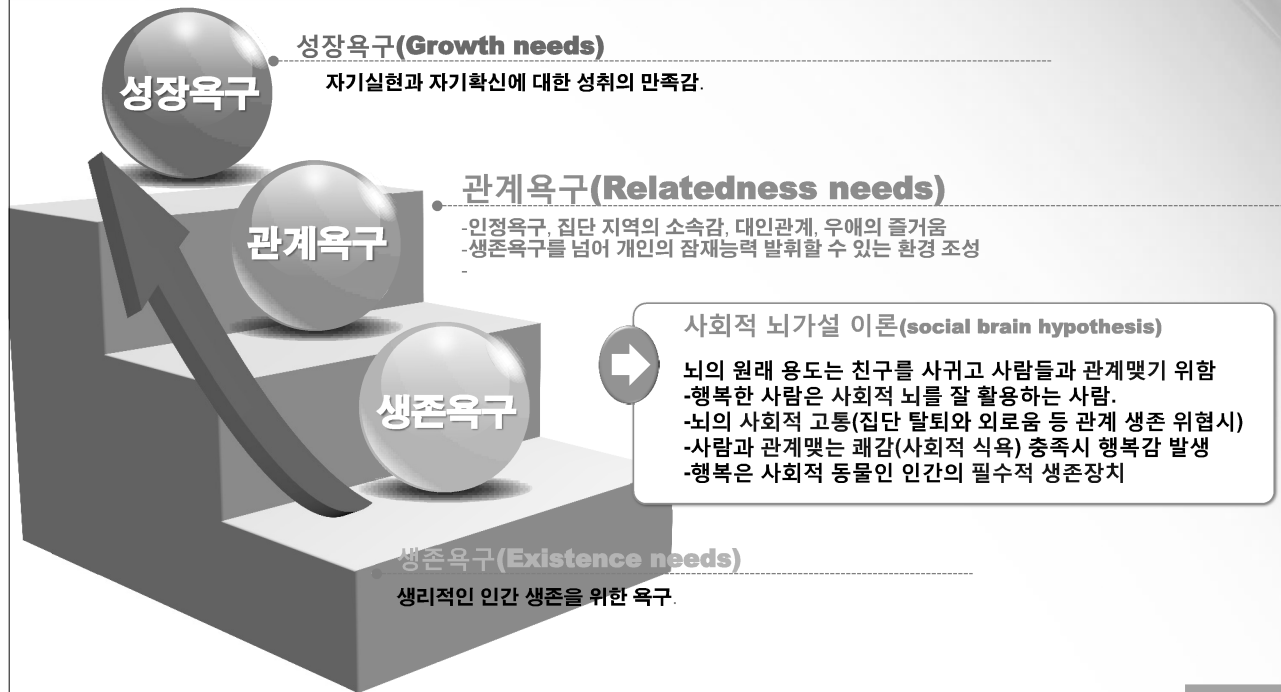 성장욕구(Growth needs)
성장욕구
자기실현과 자기확신에 대한 성취의 만족감.
관계욕구(Relatedness needs)
관계욕구
-인정욕구, 집단 지역의 소속감, 대인관계, 우애의 즐거움
-생존욕구를 넘어 개인의 잠재능력 발휘할 수 있는 환경 조성
-
사회적 뇌가설 이론(social brain hypothesis)
뇌의 원래 용도는 친구를 사귀고 사람들과 관계맺기 위함
-행복한 사람은 사회적 뇌를 잘 활용하는 사람.
-뇌의 사회적 고통(집단 탈퇴와 외로움 등 관계 생존 위협시)
-사람과 관계맺는 쾌감(사회적 식욕) 충족시 행복감 발생
-행복은 사회적 동물인 인간의 필수적 생존장치
생존욕구
생존욕구(Existence needs)
생리적인 인간 생존을 위한 욕구.